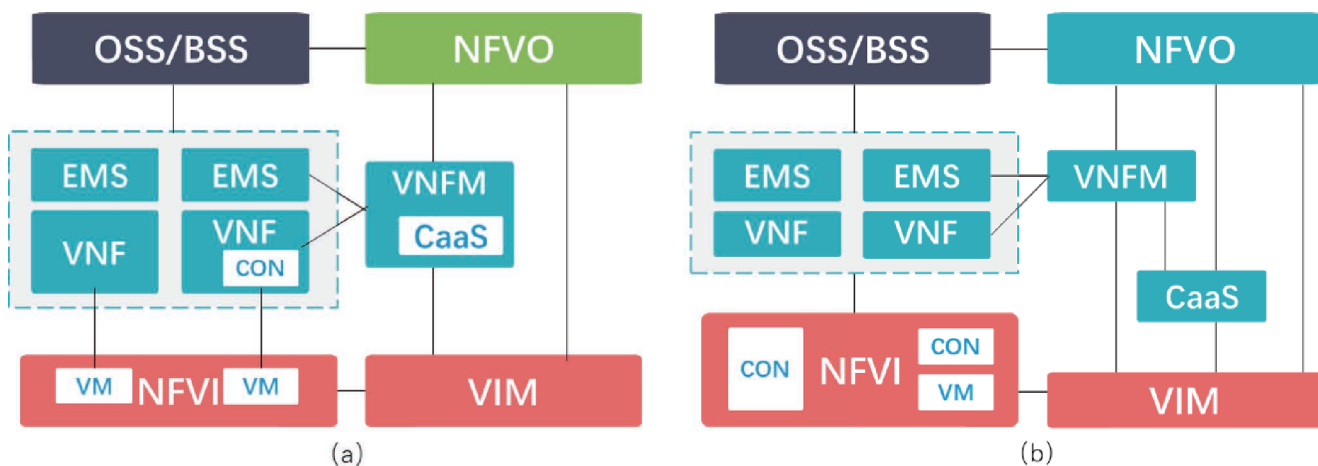 OSS/BSS
NFVO
EMS
EMS
VNF
VNF
CON
VNFM
CaaS
VM
NFVI
VM
VIM
(a)
OSS/BSS
NFVO
EMS
EMS
VNF
VNF
VNFM
CaaS
CON
NFVI
CON
VM
VIM
(b)